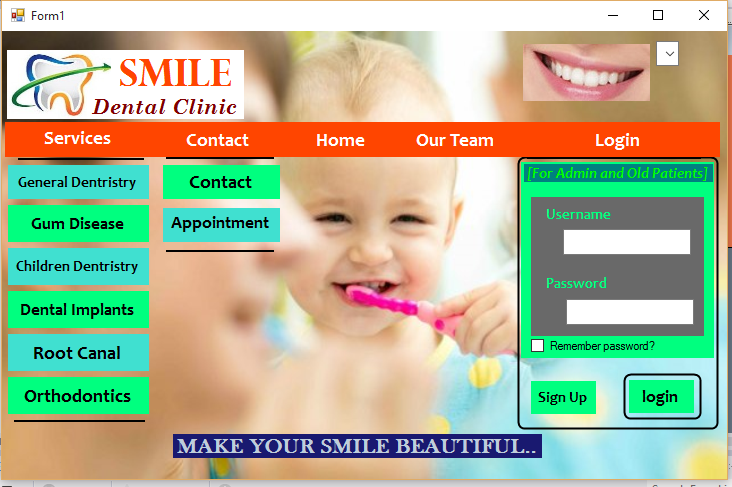 Form1
SMILE
Dental Clinic
Services
Contact
Home
Our Team
Login
General Dentristry
Gum Disease
Children Dentristry
Dental Implants
Root Canal
Orthodontics
Contact
Appointment
[For Admin and Old Patients]
Username
Password
Remember password?
Sign Up
login
MAKE YOUR SMILE BEAUTIFUL..